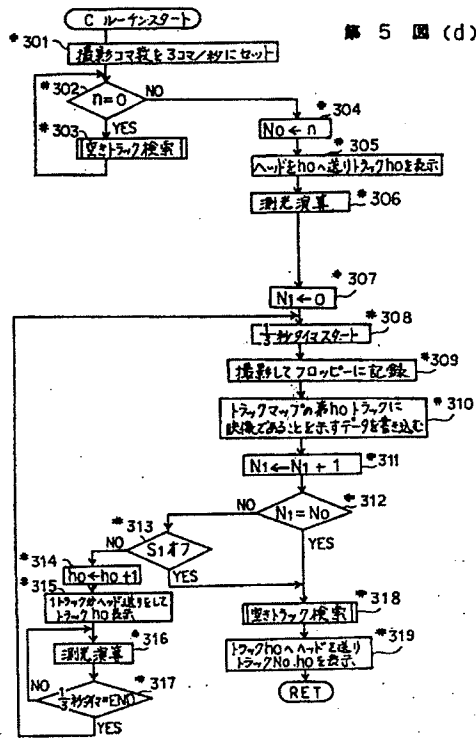 第 5 図 (d)
C ルーチンスタート
*301
撮影コマ数を3コマ/秒にセット
*302
n=0
NO
YES
*303
空きトラック検索
*304
No←n
*305
ヘッドをhoへ送りトラックhoを表示
測光演算
*306
*307
N1←0
*308
1/3秒タイマスタート
*309
撮影してフロッピーに記録
*310
トラックマップの第hoトラックに
映像であることを示すデータを書き込む
*311
N1←N1+1
*312
N1=No
NO
YES
*313
S1オフ
NO
YES
*314
ho←ho+1
*315
1トラック分ヘッド送りをして
トラックho表示
*316
測光演算
*317
1/3秒タイマ=END
NO
YES
*318
空きトラック検索
*319
トラックhoへヘッドを送り
トラックNo.hoを表示
RET